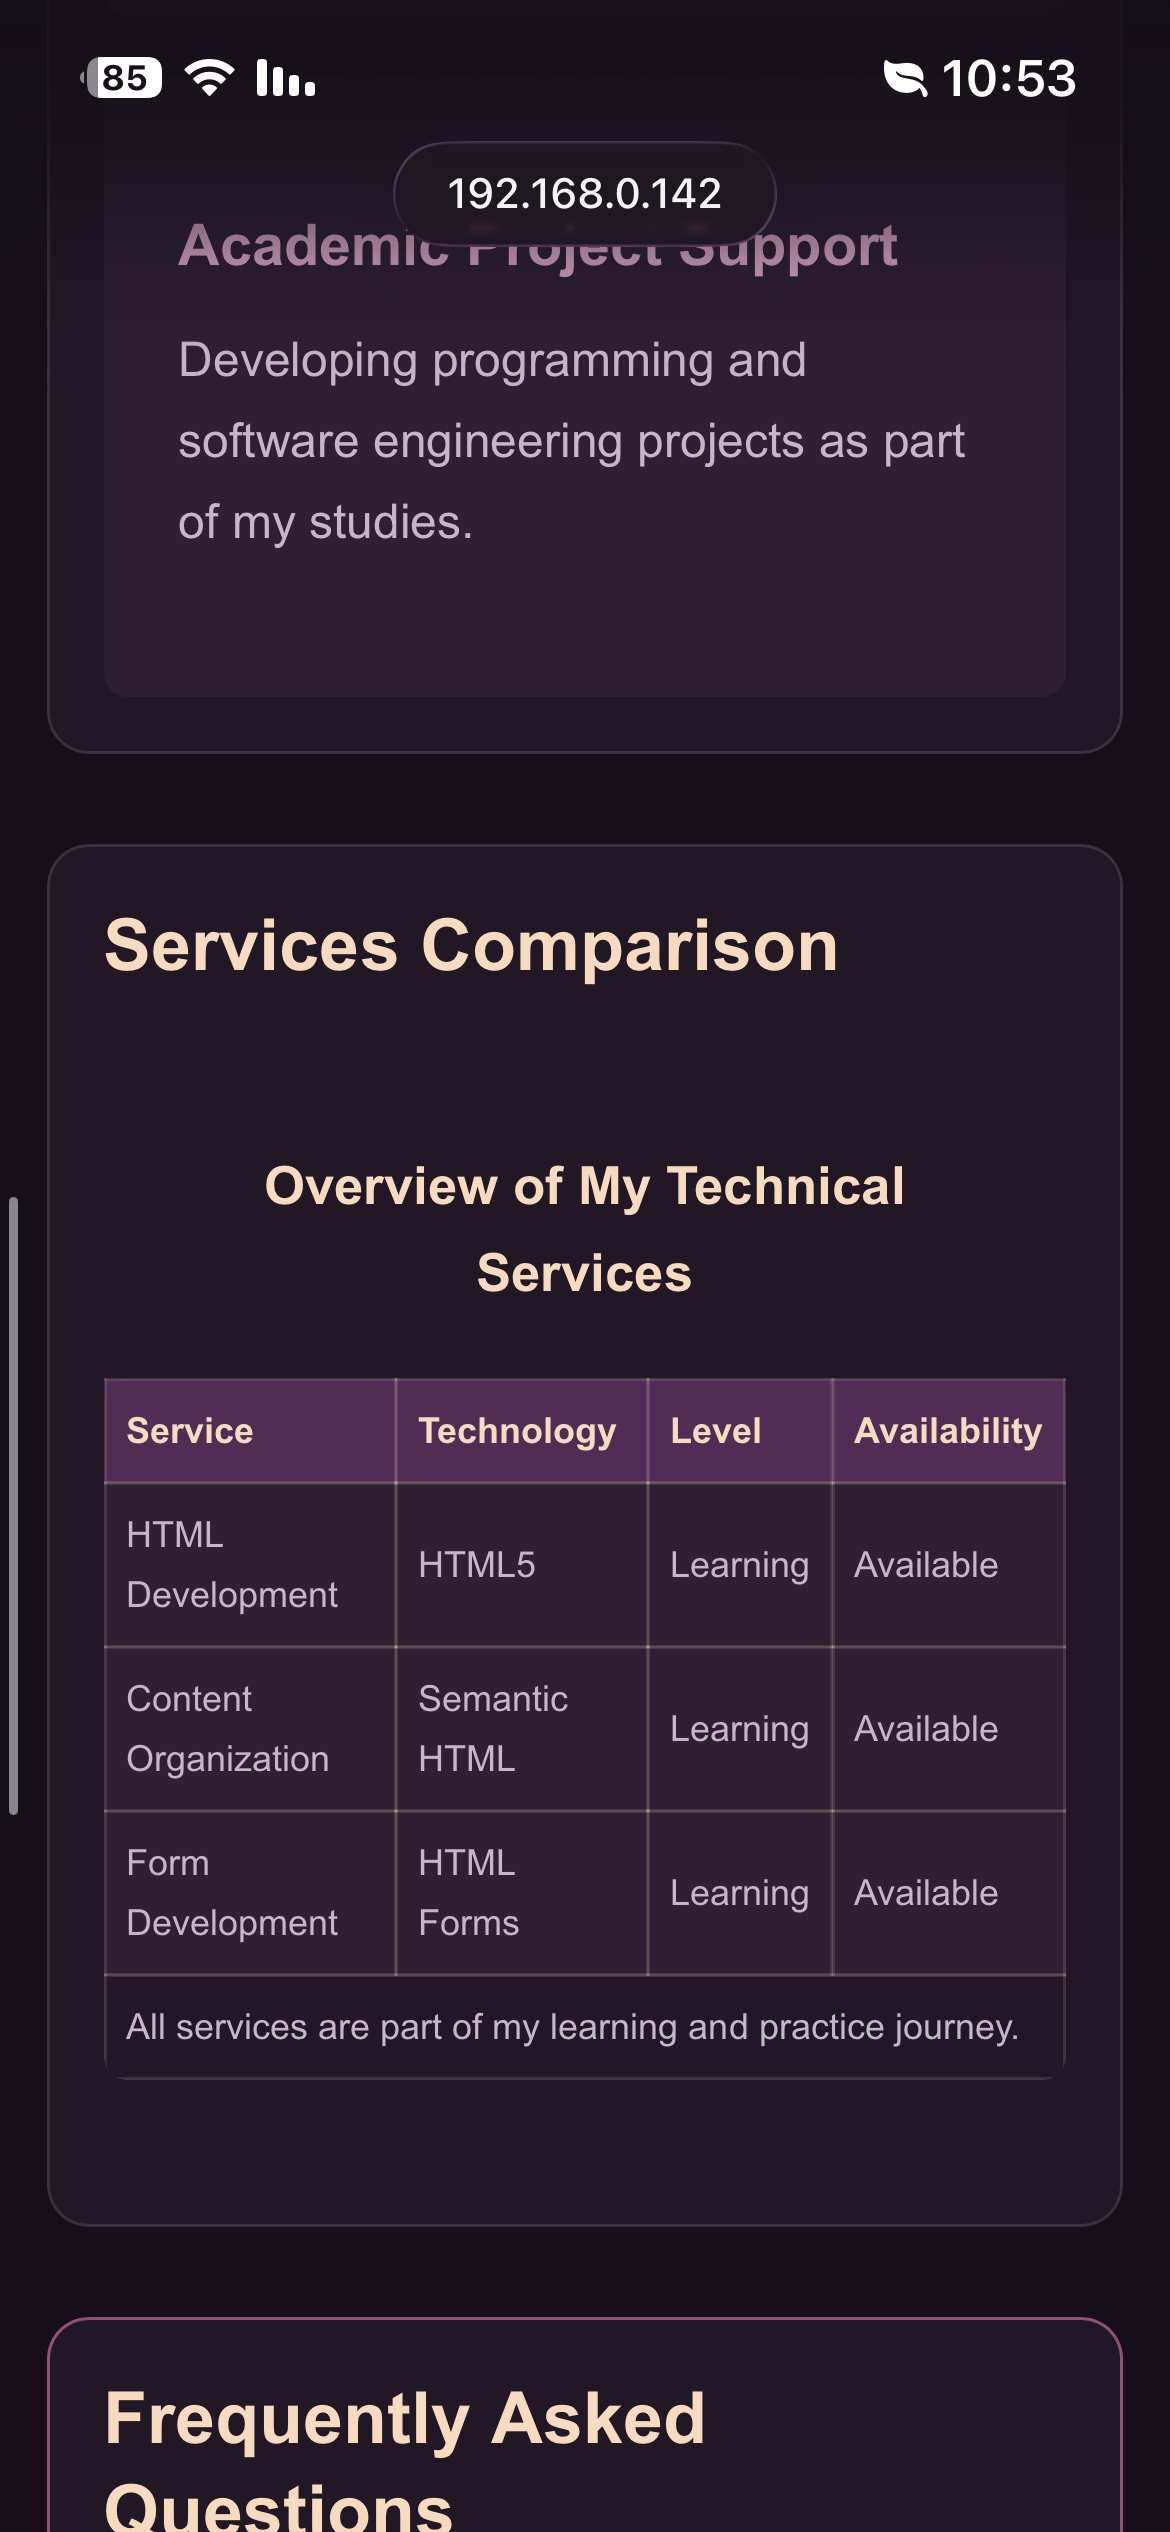 85
10:53
192.168.0.142
Academic Project Support
Developing programming and
software engineering projects as part
of my studies.
Services Comparison
Overview of My Technical
Services
Service Technology Level Availability
HTML
Development
HTML5
Learning
Available
Content
Organization
Semantic
HTML
Learning
Available
Form
Development
HTML
Forms
Learning
Available
All services are part of my learning and practice journey.
Frequently Asked
Questions